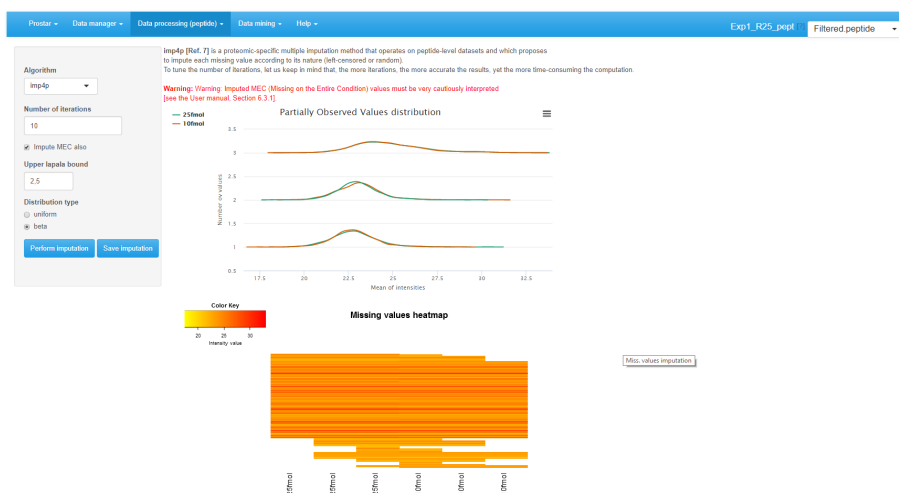 Prostar Data manager Data processing (peptide) Data mining Help Exp1_R25_pept Filtered.peptide
imp4p [Ref. 7] is a proteomic-specific multiple imputation method that operates on peptide-level datasets and which proposes
to impute each missing value according to its nature (left-censored or random).
To tune the number of iterations, let us keep in mind that, the more iterations, the more accurate the results, yet the more time-consuming the computation.
Warning: Warning: Imputed MEC (Missing on the Entire Condition) values must be very cautiously interpreted
[see the User manual, Section 6.3.1]
Algorithm
imp4p
Number of iterations
10
Impute MEC also
Upper lapala bound
2.5
Distribution type
uniform
beta
Perform imputation Save imputation
Partially Observed Values distribution
25fmol
10fmol
Number ov values
3.5
3
2.5
2
1.5
1
0.5
17.5 20 22.5 25 27.5 30 32.5
Mean of intensities
Color Key
20 25 30
Intensity value
Missing values heatmap
Miss. values imputation
25fmol
25fmol
25fmol
0fmol
0fmol
0fmol